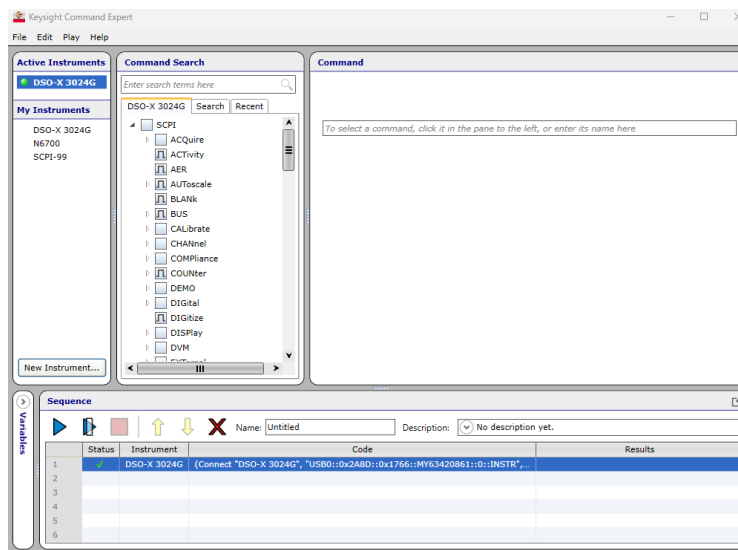 Keysight Command Expert
File Edit Play Help
Active Instruments
DSO-X 3024G
My Instruments
DSO-X 3024G
N6700
SCPI-99
New Instrument...
Command Search
Enter search terms here
DSO-X 3024G Search Recent
SCPI
ACQuire
ACTivity
AER
AUToscale
BLANk
BUS
CALibrate
CHANnel
COMPliance
COUNter
DEMO
DIGital
DIGitize
DISPlay
DVM
Command
To select a command, click it in the pane to the left, or enter its name here
Variables
Sequence
Name: Untitled Description: No description yet.
Status Instrument Code Results
1 DSO-X 3024G (Connect "DSO-X 3024G", "USB0::0x2A8D::0x1766::MY63420861::0::INSTR",...
2
3
4
5
6